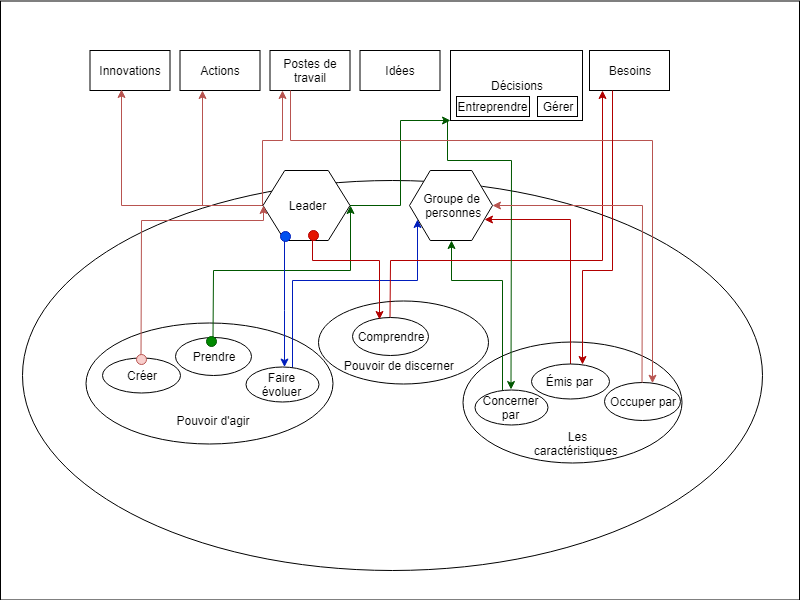 Innovations
Actions
Postes de
travail
Idées
Décisions
Entreprendre
Gérer
Besoins
Leader
Groupe de
personnes
Créer
Prendre
Faire
évoluer
Pouvoir d'agir
Comprendre
Pouvoir de discerner
Concerner
par
Émis par
Occuper par
Les
caractéristiques